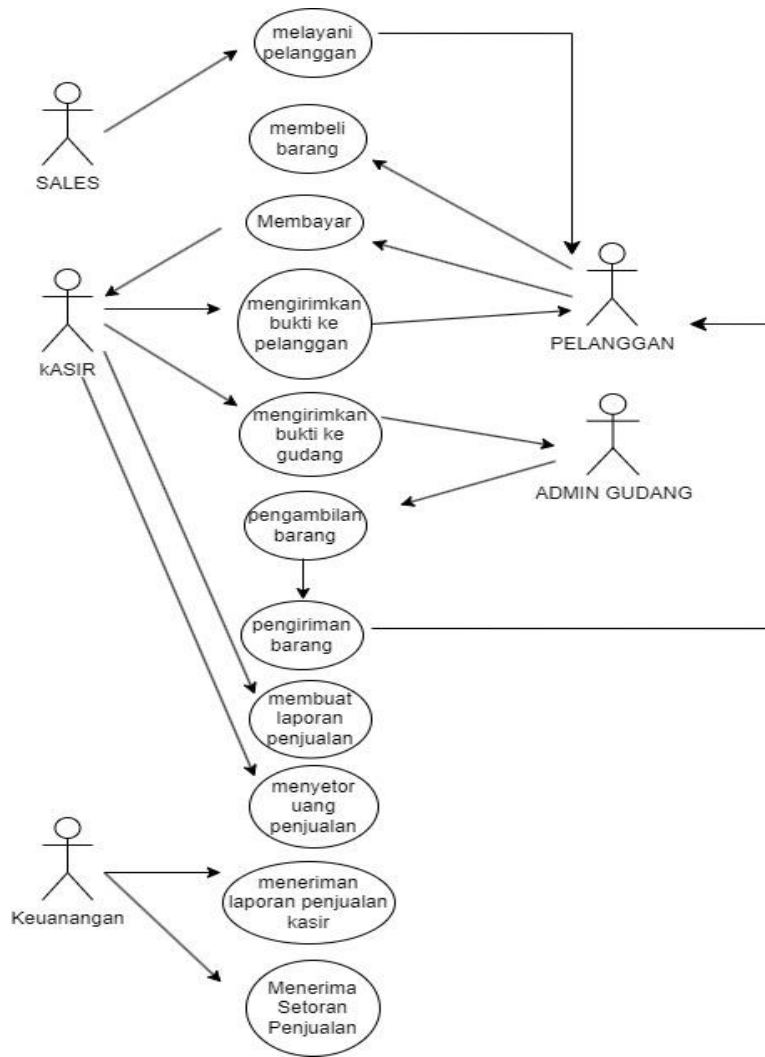 melayani
pelanggan
SALES
membeli
barang
Membayar
kASIR
mengirimkan
bukti ke
pelanggan
PELANGGAN
mengirimkan
bukti ke
gudang
ADMIN GUDANG
pengambilan
barang
pengiriman
barang
membuat
laporan
penjualan
menyetor
uang
penjualan
Keuanangan
meneriman
laporan penjualan
kasir
Menerima
Setoran
Penjualan